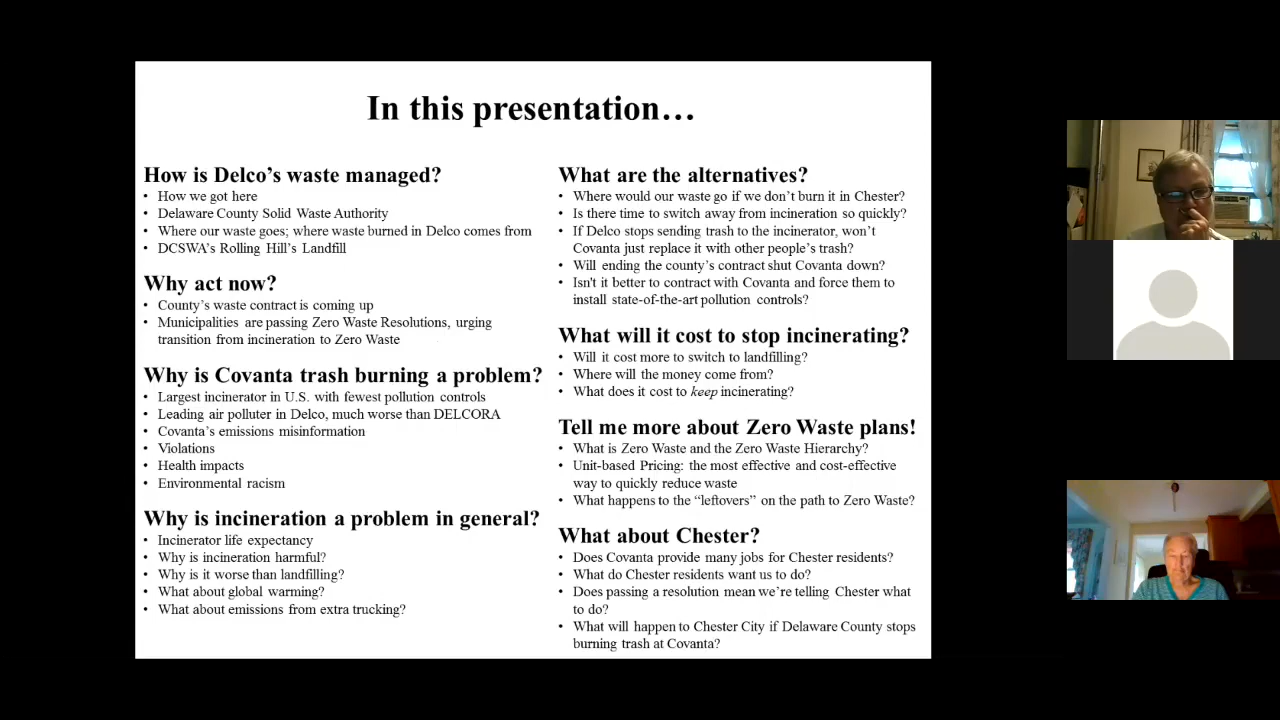 In this presentation…
How is Delco’s waste managed?
• How we got here
• Delaware County Solid Waste Authority
• Where our waste goes; where waste burned in Delco comes from
• DCSWA’s Rolling Hill’s Landfill
Why act now?
• County’s waste contract is coming up
• Municipalities are passing Zero Waste Resolutions, urging
transition from incineration to Zero Waste
Why is Covanta trash burning a problem?
• Largest incinerator in U.S. with fewest pollution controls
• Leading air polluter in Delco, much worse than DELCORA
• Covanta’s emissions misinformation
• Violations
• Health impacts
• Environmental racism
Why is incineration a problem in general?
• Incinerator life expectancy
• Why is incineration harmful?
• Why is it worse than landfilling?
• What about global warming?
• What about emissions from extra trucking?
What are the alternatives?
• Where would our waste go if we don’t burn it in Chester?
• Is there time to switch away from incineration so quickly?
• If Delco stops sending trash to the incinerator, won’t
Covanta just replace it with other people’s trash?
• Will ending the county’s contract shut Covanta down?
• Isn't it better to contract with Covanta and force them to
install state-of-the-art pollution controls?
What will it cost to stop incinerating?
• Will it cost more to switch to landfilling?
• Where will the money come from?
• What does it cost to keep incinerating?
Tell me more about Zero Waste plans!
• What is Zero Waste and the Zero Waste Hierarchy?
• Unit-based Pricing: the most effective and cost-effective
way to quickly reduce waste
• What happens to the “leftovers” on the path to Zero Waste?
What about Chester?
• Does Covanta provide many jobs for Chester residents?
• What do Chester residents want us to do?
• Does passing a resolution mean we’re telling Chester what
to do?
• What will happen to Chester City if Delaware County stops
burning trash at Covanta?